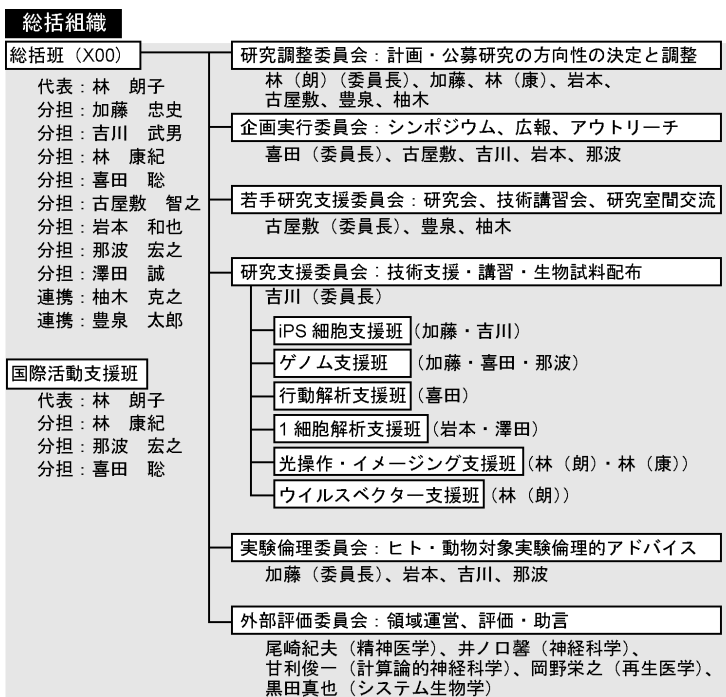 総括組織
総括班（X00）
代表：林　朗子
分担：加藤　忠史
分担：吉川　武男
分担：林　康紀
分担：喜田　聡
分担：古屋敷　智之
分担：岩本　和也
分担：那波　宏之
分担：澤田　誠
連携：柚木　克之
連携：豊泉　太郎
国際活動支援班
代表：林　朗子
分担：林　康紀
分担：那波　宏之
分担：喜田　聡
研究調整委員会：計画・公募研究の方向性の決定と調整
林（朗）（委員長）、加藤、林（康）、岩本、
古屋敷、豊泉、柚木
企画実行委員会：シンポジウム、広報、アウトリーチ
喜田（委員長）、古屋敷、吉川、岩本、那波
若手研究支援委員会：研究会、技術講習会、研究室間交流
古屋敷（委員長）、豊泉、柚木
研究支援委員会：技術支援・講習・生物試料配布
吉川（委員長）
iPS 細胞支援班（加藤・吉川）
ゲノム支援班（加藤・喜田・那波）
行動解析支援班（喜田）
1 細胞解析支援班（岩本・澤田）
光操作・イメージング支援班（林（朗）・林（康））
ウイルスベクター支援班（林（朗））
実験倫理委員会：ヒト・動物対象実験倫理的アドバイス
加藤（委員長）、岩本、吉川、那波
外部評価委員会：領域運営、評価・助言
尾崎紀夫（精神医学）、井ノ口馨（神経科学）、
甘利俊一（計算論的神経科学）、岡野栄之（再生医学）、
黒田真也（システム生物学）